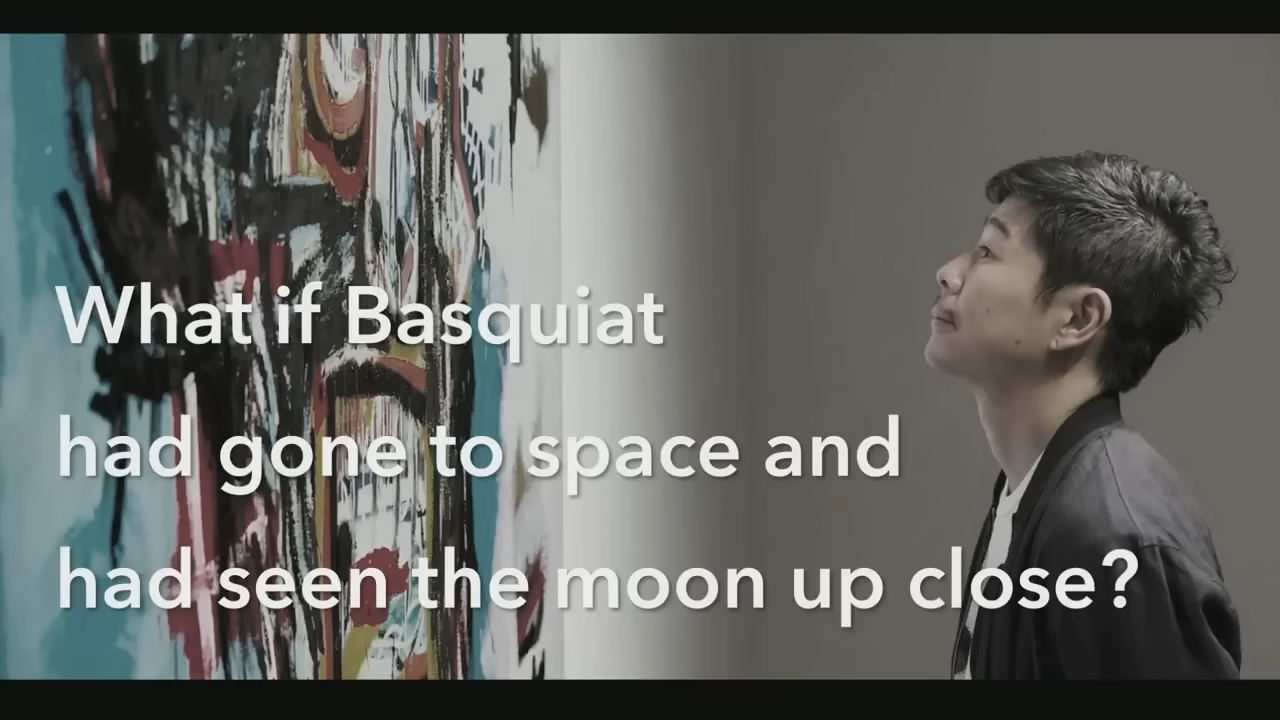 What if Basquiat
had gone to space and
had seen the moon up close?